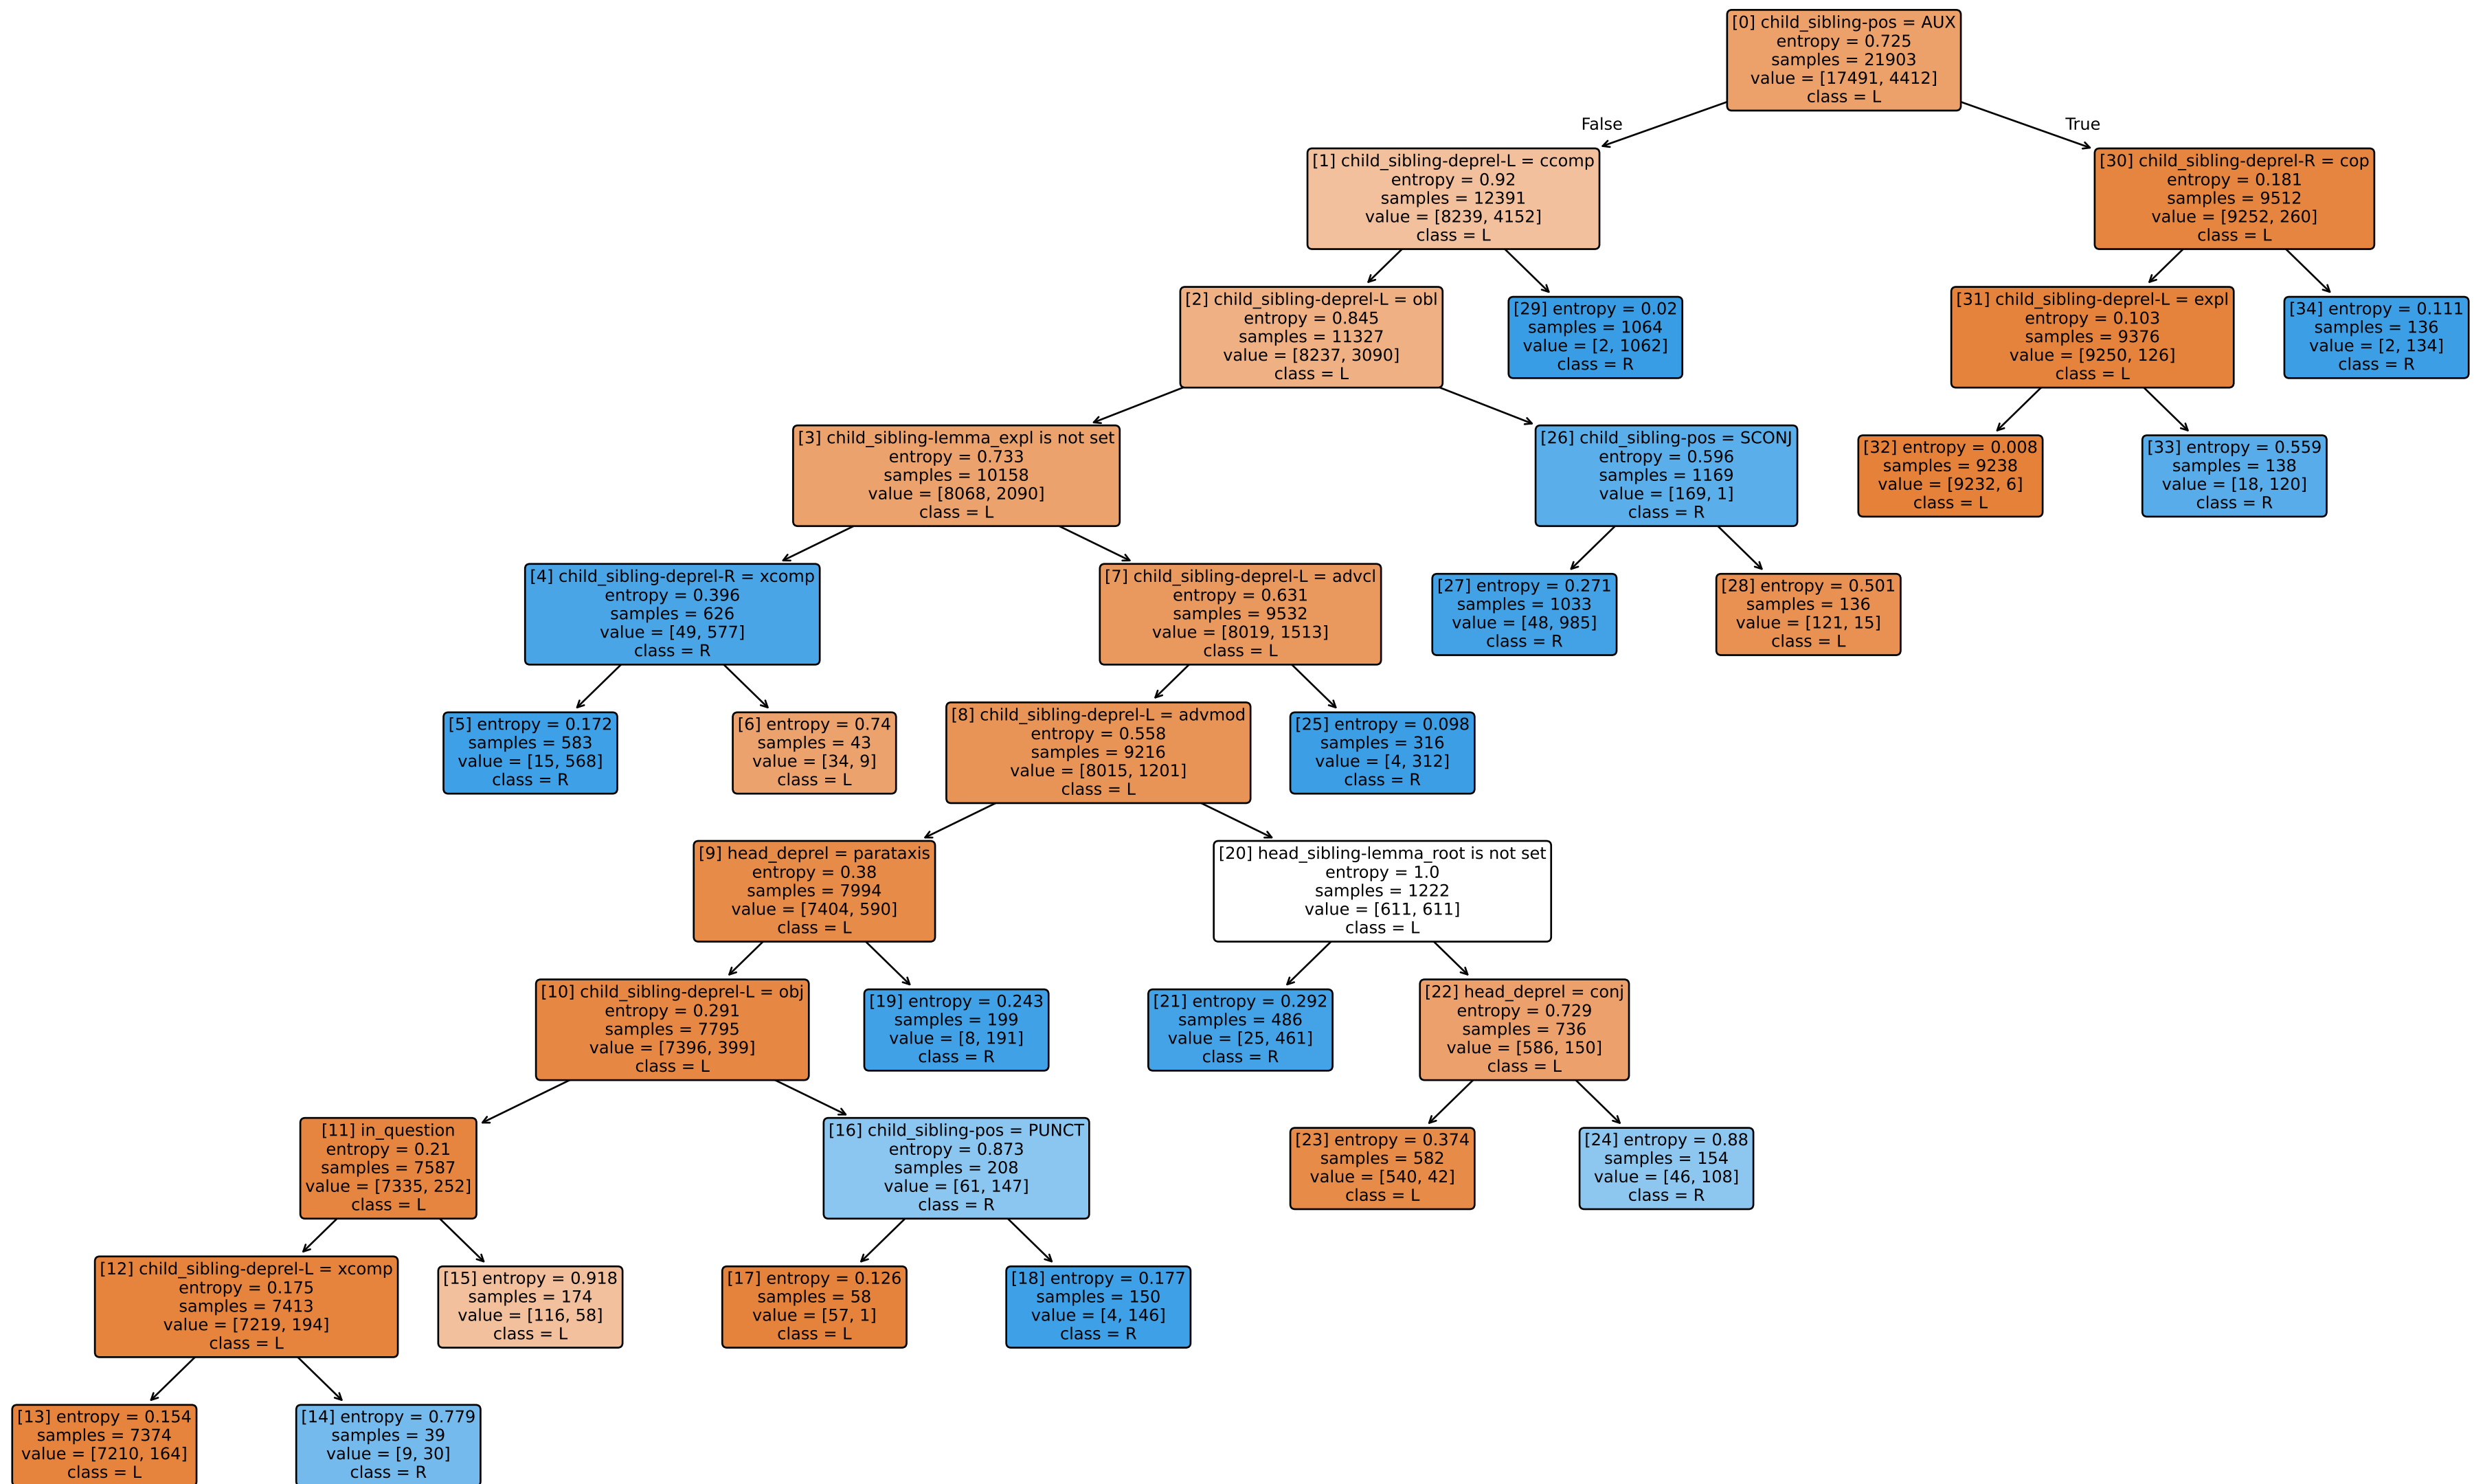 [0] child_sibling-pos = AUX
entropy = 0.725
samples = 21903
value = [17491, 4412]
class = L
False
True
[1] child_sibling-deprel-L = ccomp
entropy = 0.92
samples = 12391
value = [8239, 4152]
class = L
[30] child_sibling-deprel-R = cop
entropy = 0.181
samples = 9512
value = [9252, 260]
class = L
[2] child_sibling-deprel-L = obl
entropy = 0.845
samples = 11327
value = [8237, 3090]
class = L
[29] entropy = 0.02
samples = 1064
value = [2, 1062]
class = R
[31] child_sibling-deprel-L = expl
entropy = 0.103
samples = 9376
value = [9250, 126]
class = L
[34] entropy = 0.111
samples = 136
value = [2, 134]
class = R
[3] child_sibling-lemma_expl is not set
entropy = 0.733
samples = 10158
value = [8068, 2090]
class = L
[26] child_sibling-pos = SCONJ
entropy = 0.596
samples = 1169
value = [169, 1]
class = R
[32] entropy = 0.008
samples = 9238
value = [9232, 6]
class = L
[33] entropy = 0.559
samples = 138
value = [18, 120]
class = R
[4] child_sibling-deprel-R = xcomp
entropy = 0.396
samples = 626
value = [49, 577]
class = R
[7] child_sibling-deprel-L = advcl
entropy = 0.631
samples = 9532
value = [8019, 1513]
class = L
[27] entropy = 0.271
samples = 1033
value = [48, 985]
class = R
[28] entropy = 0.501
samples = 136
value = [121, 15]
class = L
[5] entropy = 0.172
samples = 583
value = [15, 568]
class = R
[6] entropy = 0.74
samples = 43
value = [34, 9]
class = L
[8] child_sibling-deprel-L = advmod
entropy = 0.558
samples = 9216
value = [8015, 1201]
class = L
[25] entropy = 0.098
samples = 316
value = [4, 312]
class = R
[9] head_deprel = parataxis
entropy = 0.38
samples = 7994
value = [7404, 590]
class = L
[20] head_sibling-lemma_root is not set
entropy = 1.0
samples = 1222
value = [611, 611]
class = L
[10] child_sibling-deprel-L = obj
entropy = 0.291
samples = 7795
value = [7396, 399]
class = L
[19] entropy = 0.243
samples = 199
value = [8, 191]
class = R
[21] entropy = 0.292
samples = 486
value = [25, 461]
class = R
[22] head_deprel = conj
entropy = 0.729
samples = 736
value = [586, 150]
class = L
[11] in_question
entropy = 0.21
samples = 7587
value = [7335, 252]
class = L
[16] child_sibling-pos = PUNCT
entropy = 0.873
samples = 208
value = [61, 147]
class = R
[23] entropy = 0.374
samples = 582
value = [540, 42]
class = L
[24] entropy = 0.88
samples = 154
value = [46, 108]
class = R
[12] child_sibling-deprel-L = xcomp
entropy = 0.175
samples = 7413
value = [7219, 194]
class = L
[15] entropy = 0.918
samples = 174
value = [116, 58]
class = L
[17] entropy = 0.126
samples = 58
value = [57, 1]
class = L
[18] entropy = 0.177
samples = 150
value = [4, 146]
class = R
[13] entropy = 0.154
samples = 7374
value = [7210, 164]
class = L
[14] entropy = 0.779
samples = 39
value = [9, 30]
class = R